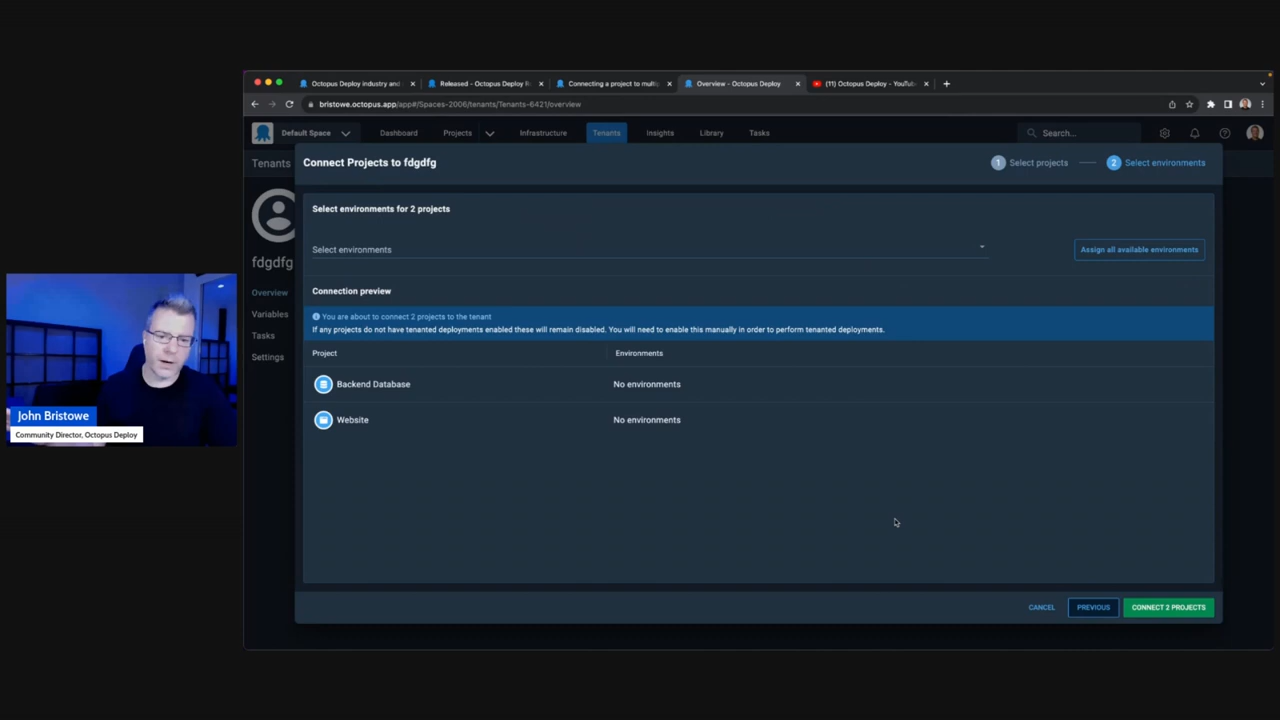 Octopus Deploy industry and
Released - Octopus Deploy R
Connecting a project to multip
Overview - Octopus Deploy
(11) Octopus Deploy - YouTube
bristowe.octopus.app/app#/Spaces-2006/tenants/Tenants-6421/overview
Default Space
Dashboard
Projects
Infrastructure
Tenants
Insights
Library
Tasks
Search...
Tenants
Connect Projects to fdgdfg
1 Select projects
2 Select environments
Select environments for 2 projects
Select environments
Assign all available environments
fdgdfg
Overview
Variables
Tasks
Settings
Connection preview
You are about to connect 2 projects to the tenant
If any projects do not have tenanted deployments enabled these will remain disabled. You will need to enable this manually in order to perform tenanted deployments.
Project
Environments
Backend Database
No environments
Website
No environments
John Bristowe
Community Director, Octopus Deploy
CANCEL
PREVIOUS
CONNECT 2 PROJECTS